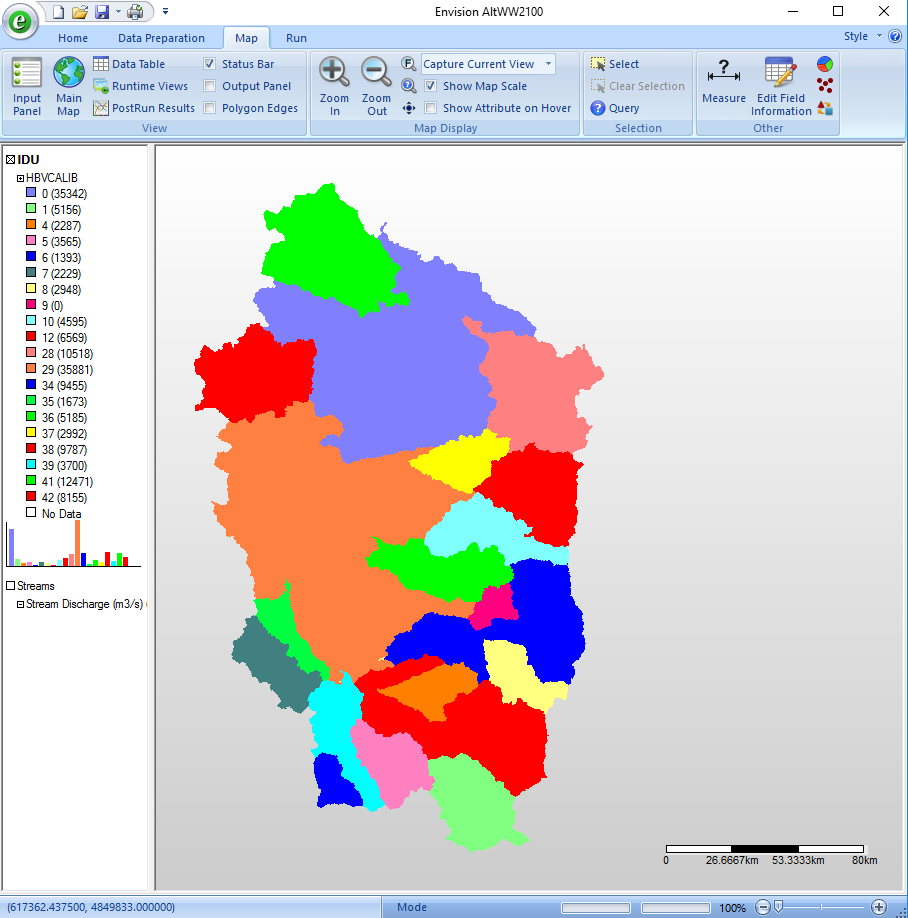 Envision AltWW2100
Home Data Preparation Map Run Style
Input Panel
Main Map
Data Table
Runtime Views
PostRun Results
Status Bar
Output Panel
Polygon Edges
View
Zoom In
Zoom Out
Capture Current View
Show Map Scale
Show Attribute on Hover
Map Display
Select
Clear Selection
Query
Selection
Measure
Edit Field Information
Other
IDU
HBVCALIB
0 (35342)
1 (5156)
4 (2287)
5 (3565)
6 (1393)
7 (2229)
8 (2948)
9 (0)
10 (4595)
12 (6569)
28 (10518)
29 (35881)
34 (9455)
35 (1673)
36 (5185)
37 (2992)
38 (9787)
39 (3700)
41 (12471)
42 (8155)
No Data
Streams
Stream Discharge (m3/s) (
0 26.6667km 53.3333km 80km
(617362.437500, 4849833.000000) Mode 100%